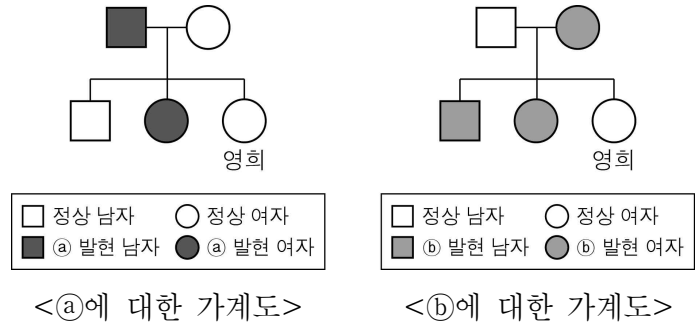 영희
영희
정상 남자 정상 여자
ⓐ 발현 남자 ⓐ 발현 여자
정상 남자 정상 여자
ⓑ 발현 남자 ⓑ 발현 여자
<ⓐ에 대한 가계도>
<ⓑ에 대한 가계도>